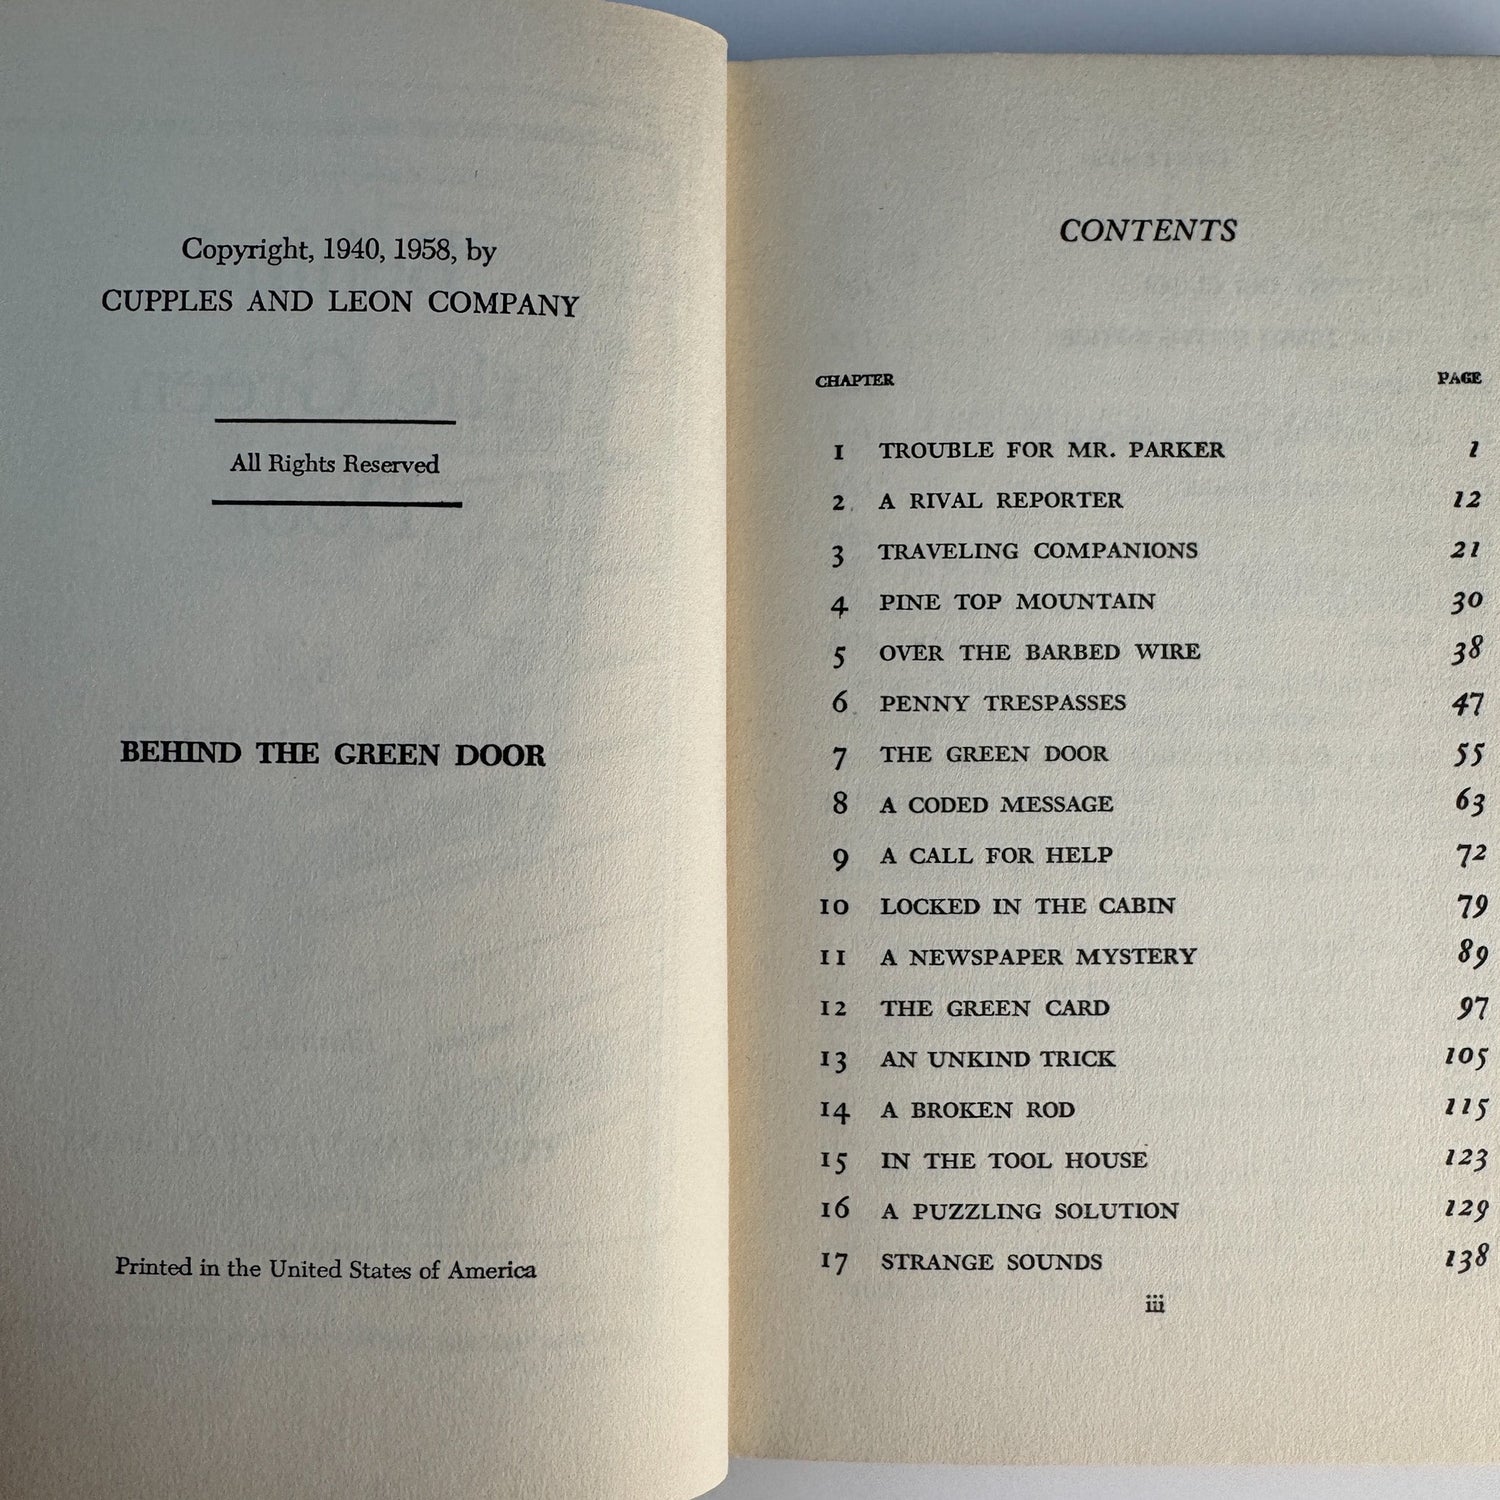 Copyright, 1940, 1958, by
CUPPLES AND LEON COMPANY
All Rights Reserved
BEHIND THE GREEN DOOR
Printed in the United States of America
CONTENTS
CHAPTER PAGE
1 TROUBLE FOR MR. PARKER 1
2 A RIVAL REPORTER 12
3 TRAVELING COMPANIONS 21
4 PINE TOP MOUNTAIN 30
5 OVER THE BARBED WIRE 38
6 PENNY TRESPASSES 47
7 THE GREEN DOOR 55
8 A CODED MESSAGE 63
9 A CALL FOR HELP 72
10 LOCKED IN THE CABIN 79
11 A NEWSPAPER MYSTERY 89
12 THE GREEN CARD 97
13 AN UNKIND TRICK 105
14 A BROKEN ROD 115
15 IN THE TOOL HOUSE 123
16 A PUZZLING SOLUTION 129
17 STRANGE SOUNDS 138
iii